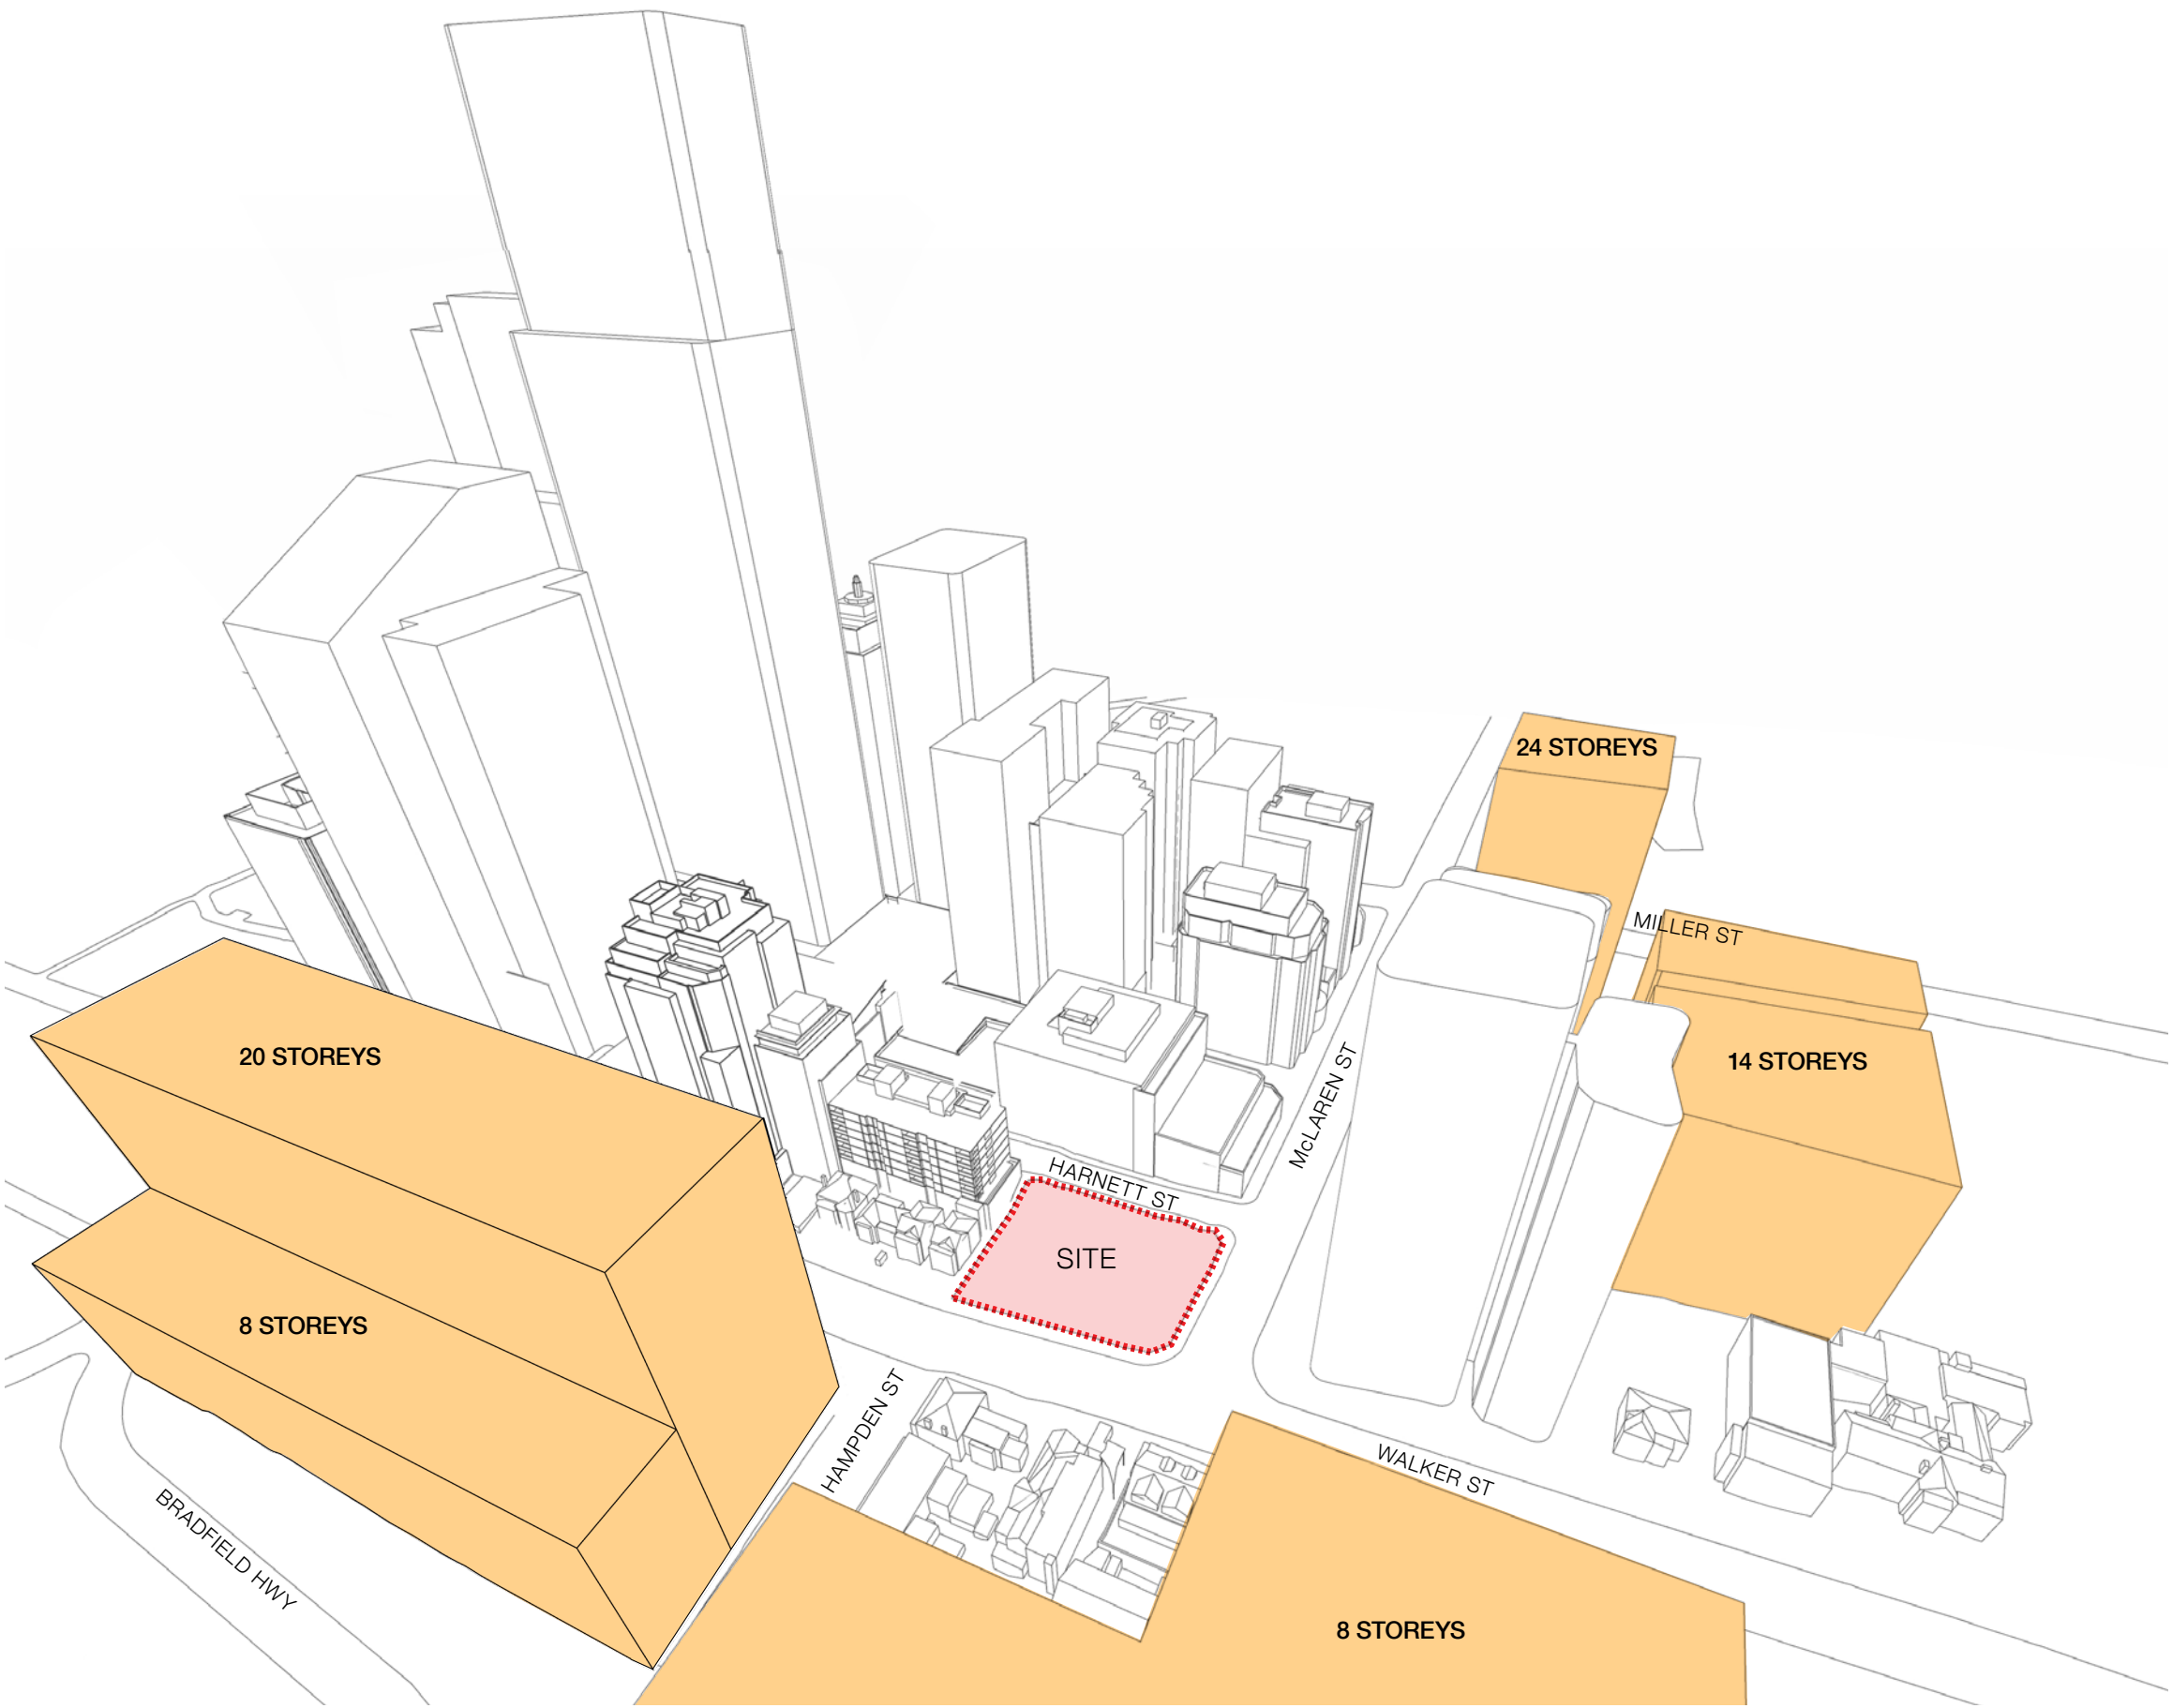 24 STOREYS
MILLER ST
14 STOREYS
20 STOREYS
McLAREN ST
HARNETT ST
SITE
8 STOREYS
HAMPDEN ST
WALKER ST
BRADFIELD HWY
8 STOREYS